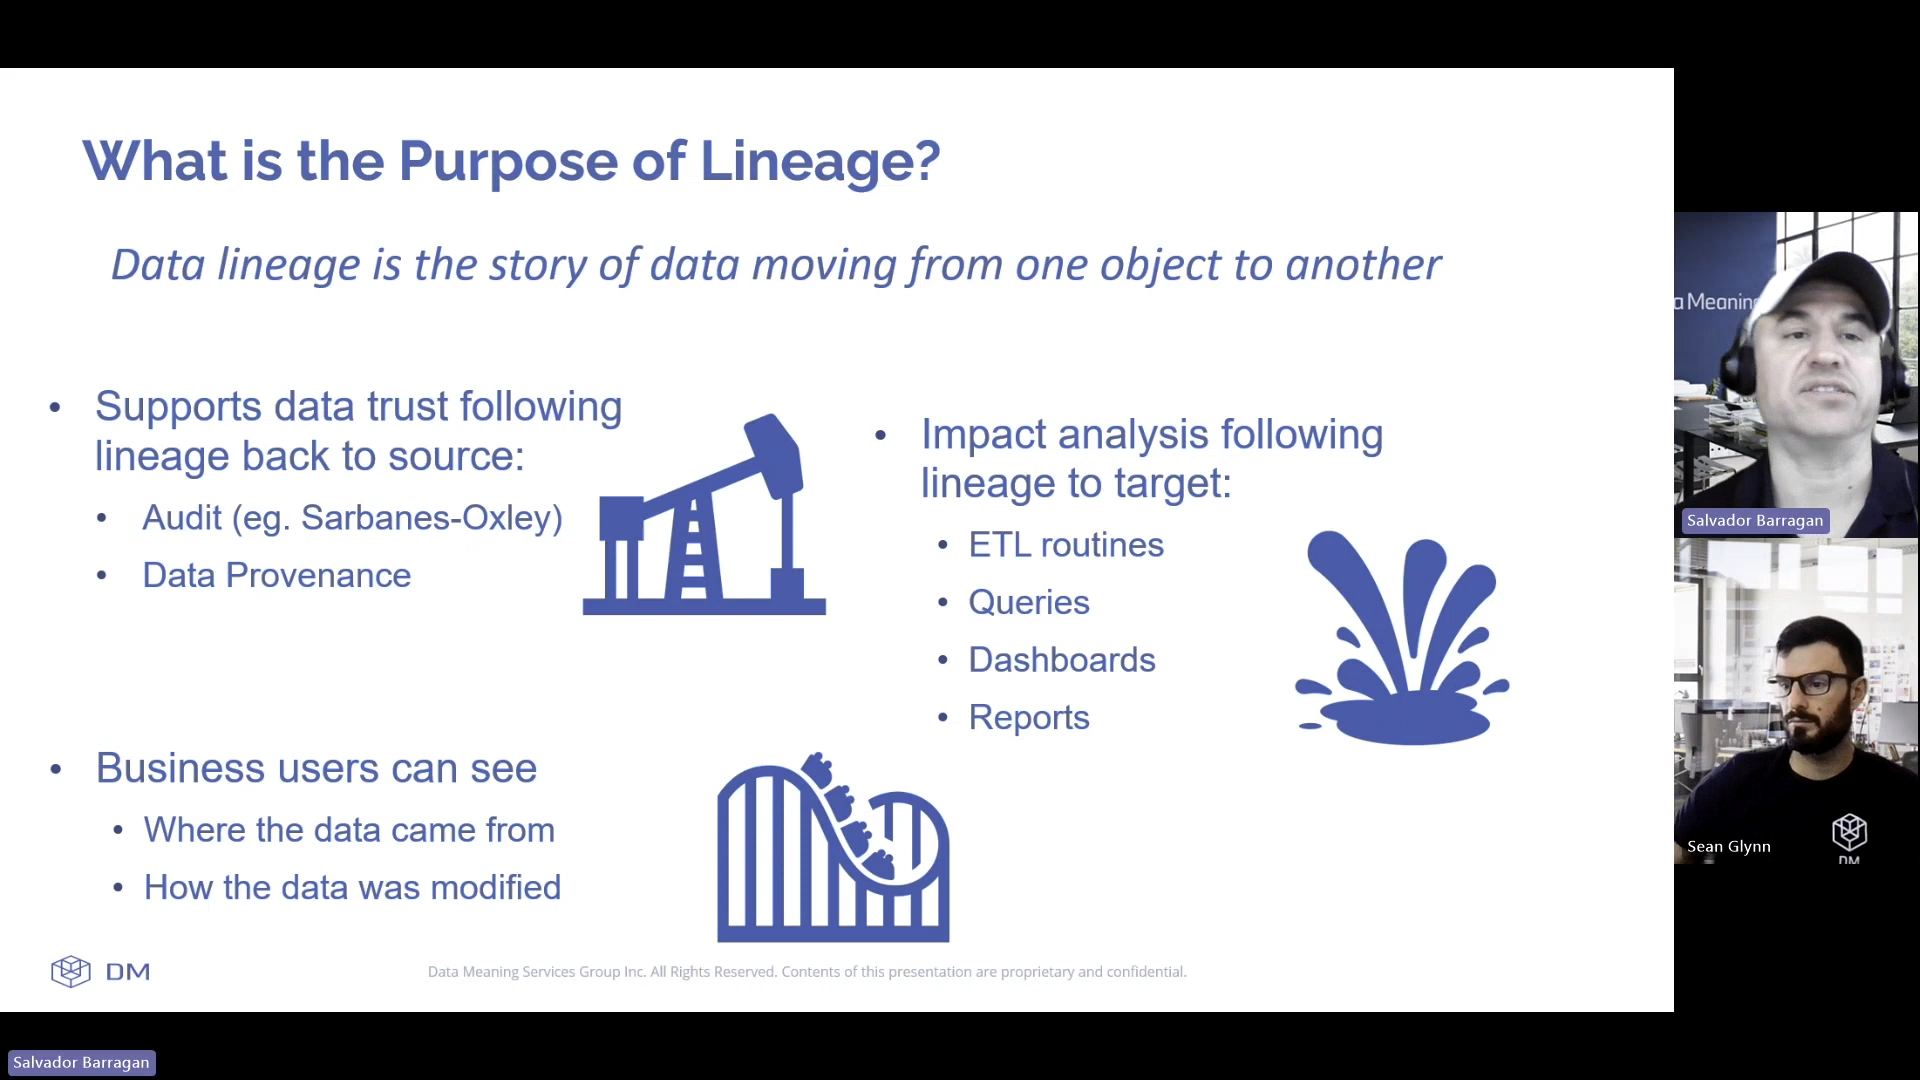 What is the Purpose of Lineage?
Data lineage is the story of data moving from one object to another
• Supports data trust following
lineage back to source:
• Audit (eg. Sarbanes-Oxley)
• Data Provenance
• Business users can see
• Where the data came from
• How the data was modified
• Impact analysis following
lineage to target:
• ETL routines
• Queries
• Dashboards
• Reports
DM
Data Meaning Services Group Inc. All Rights Reserved. Contents of this presentation are proprietary and confidential.
a Meaning
Salvador Barragan
Sean Glynn
DM
Salvador Barragan